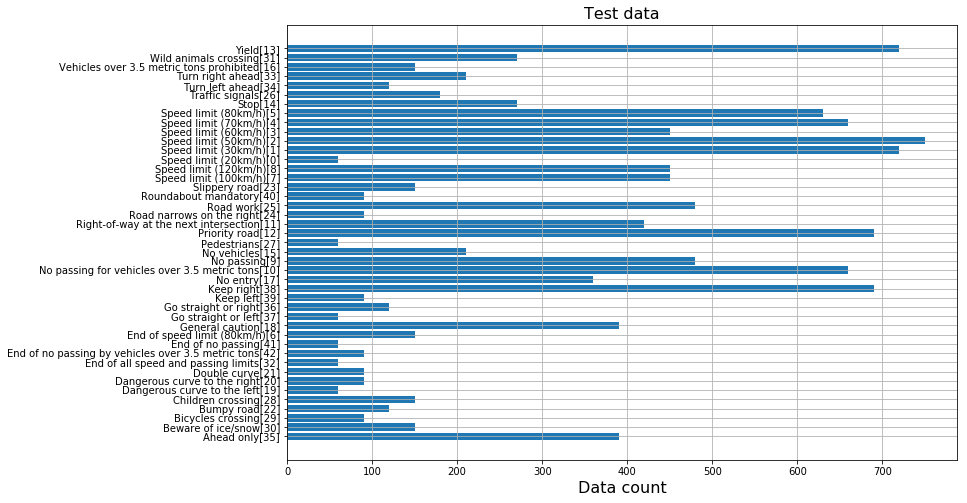 Test data
Yield[13]
Wild animals crossing[31]
Vehicles over 3.5 metric tons prohibited[16]
Turn right ahead[33]
Turn left ahead[34]
Traffic signals[26]
Stop[14]
Speed limit (80km/h)[5]
Speed limit (70km/h)[4]
Speed limit (60km/h)[3]
Speed limit (50km/h)[2]
Speed limit (30km/h)[1]
Speed limit (20km/h)[0]
Speed limit (120km/h)[8]
Speed limit (100km/h)[7]
Slippery road[23]
Roundabout mandatory[40]
Road work[25]
Road narrows on the right[24]
Right-of-way at the next intersection[11]
Priority road[12]
Pedestrians[27]
No vehicles[15]
No passing[9]
No passing for vehicles over 3.5 metric tons[10]
No entry[17]
Keep right[38]
Keep left[39]
Go straight or right[36]
Go straight or left[37]
General caution[18]
End of speed limit (80km/h)[6]
End of no passing[41]
End of no passing by vehicles over 3.5 metric tons[42]
End of all speed and passing limits[32]
Double curve[21]
Dangerous curve to the right[20]
Dangerous curve to the left[19]
Children crossing[28]
Bumpy road[22]
Bicycles crossing[29]
Beware of ice/snow[30]
Ahead only[35]
0 100 200 300 400 500 600 700
Data count